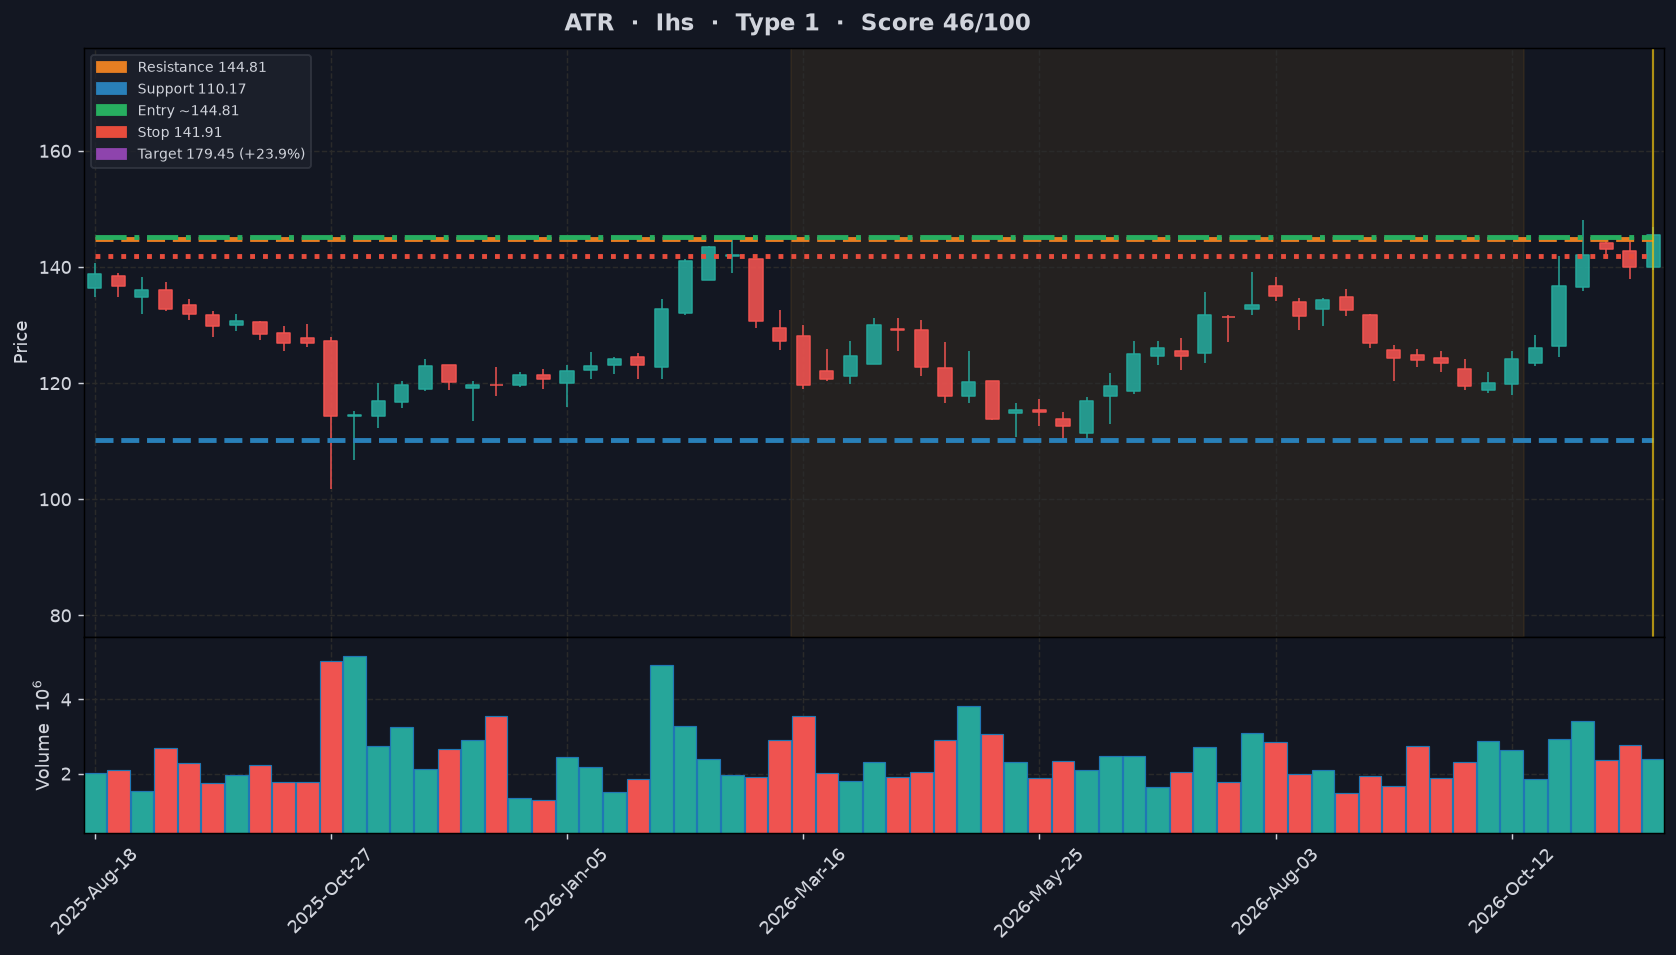 ATR · Ihs · Type 1 · Score 46/100
Resistance 144.81
Support 110.17
Entry ~144.81
Stop 141.91
Target 179.45 (+23.9%)
Price
160
140
120
100
80
Volume 10⁶
4
2
2025-Aug-18
2025-Oct-27
2026-Jan-05
2026-Mar-16
2026-May-25
2026-Aug-03
2026-Oct-12